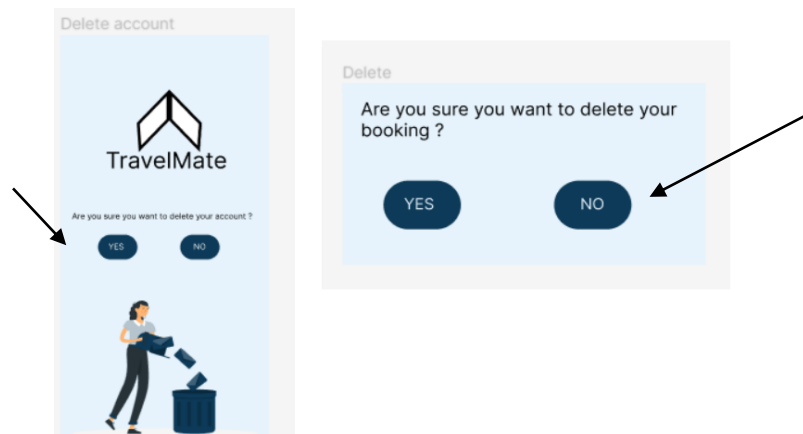 Delete account
TravelMate
Are you sure you want to delete your account ?
YES
NO
Delete
Are you sure you want to delete your
booking ?
YES
NO